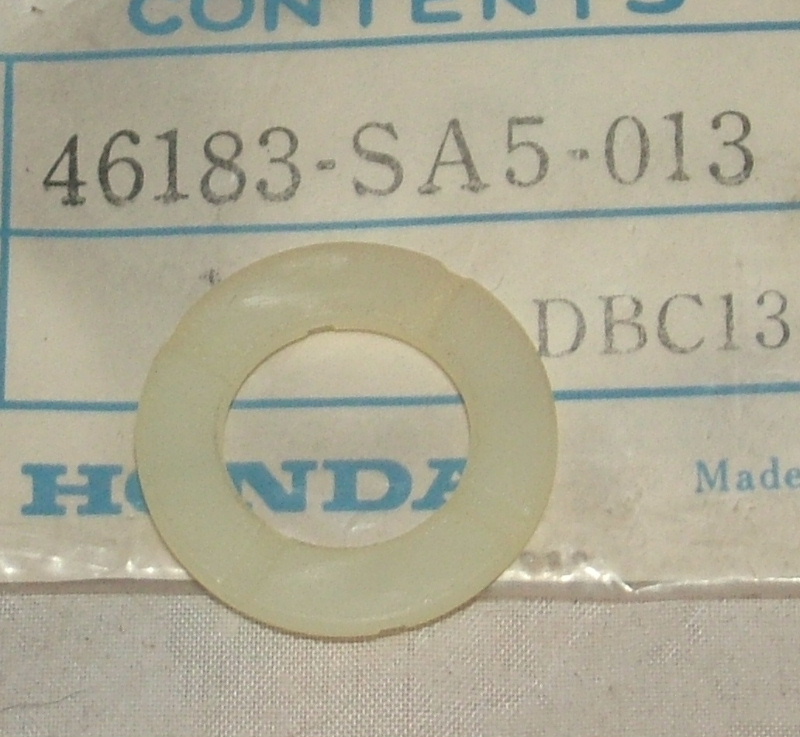 CONTENTS
46183-SA5-013
DBC13
HONDA
Made